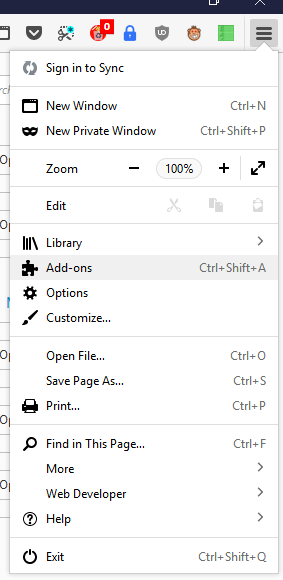 0
Sign in to Sync
New Window Ctrl+N
New Private Window Ctrl+Shift+P
Zoom 100%
Edit
Library
Add-ons Ctrl+Shift+A
Options
Customize...
Open File... Ctrl+O
Save Page As... Ctrl+S
Print... Ctrl+P
Find in This Page... Ctrl+F
More
Web Developer
Help
Exit Ctrl+Shift+Q